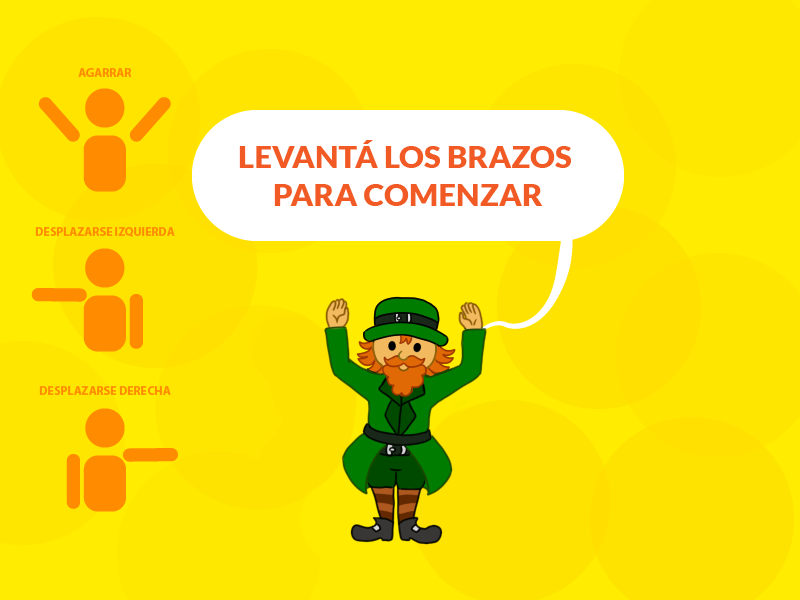 AGARRAR
LEVANTÁ LOS BRAZOS
PARA COMENZAR
DESPLAZARSE IZQUIERDA
DESPLAZARSE DERECHA